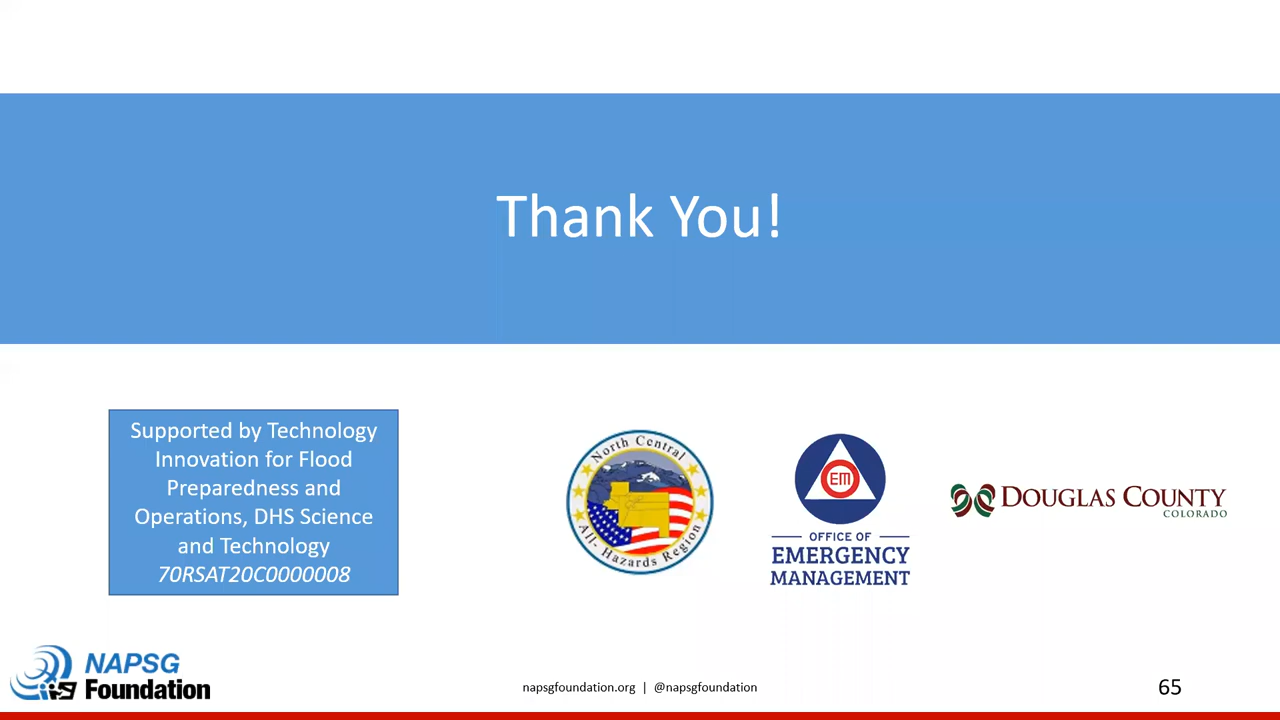 Thank You!
Supported by Technology
Innovation for Flood
Preparedness and
Operations, DHS Science
and Technology
70RSAT20C0000008
North Central
All- Hazards Region
EM
OFFICE OF
EMERGENCY
MANAGEMENT
DOUGLAS COUNTY
COLORADO
NAPSG
Foundation
napsgfoundation.org | @napsgfoundation
65